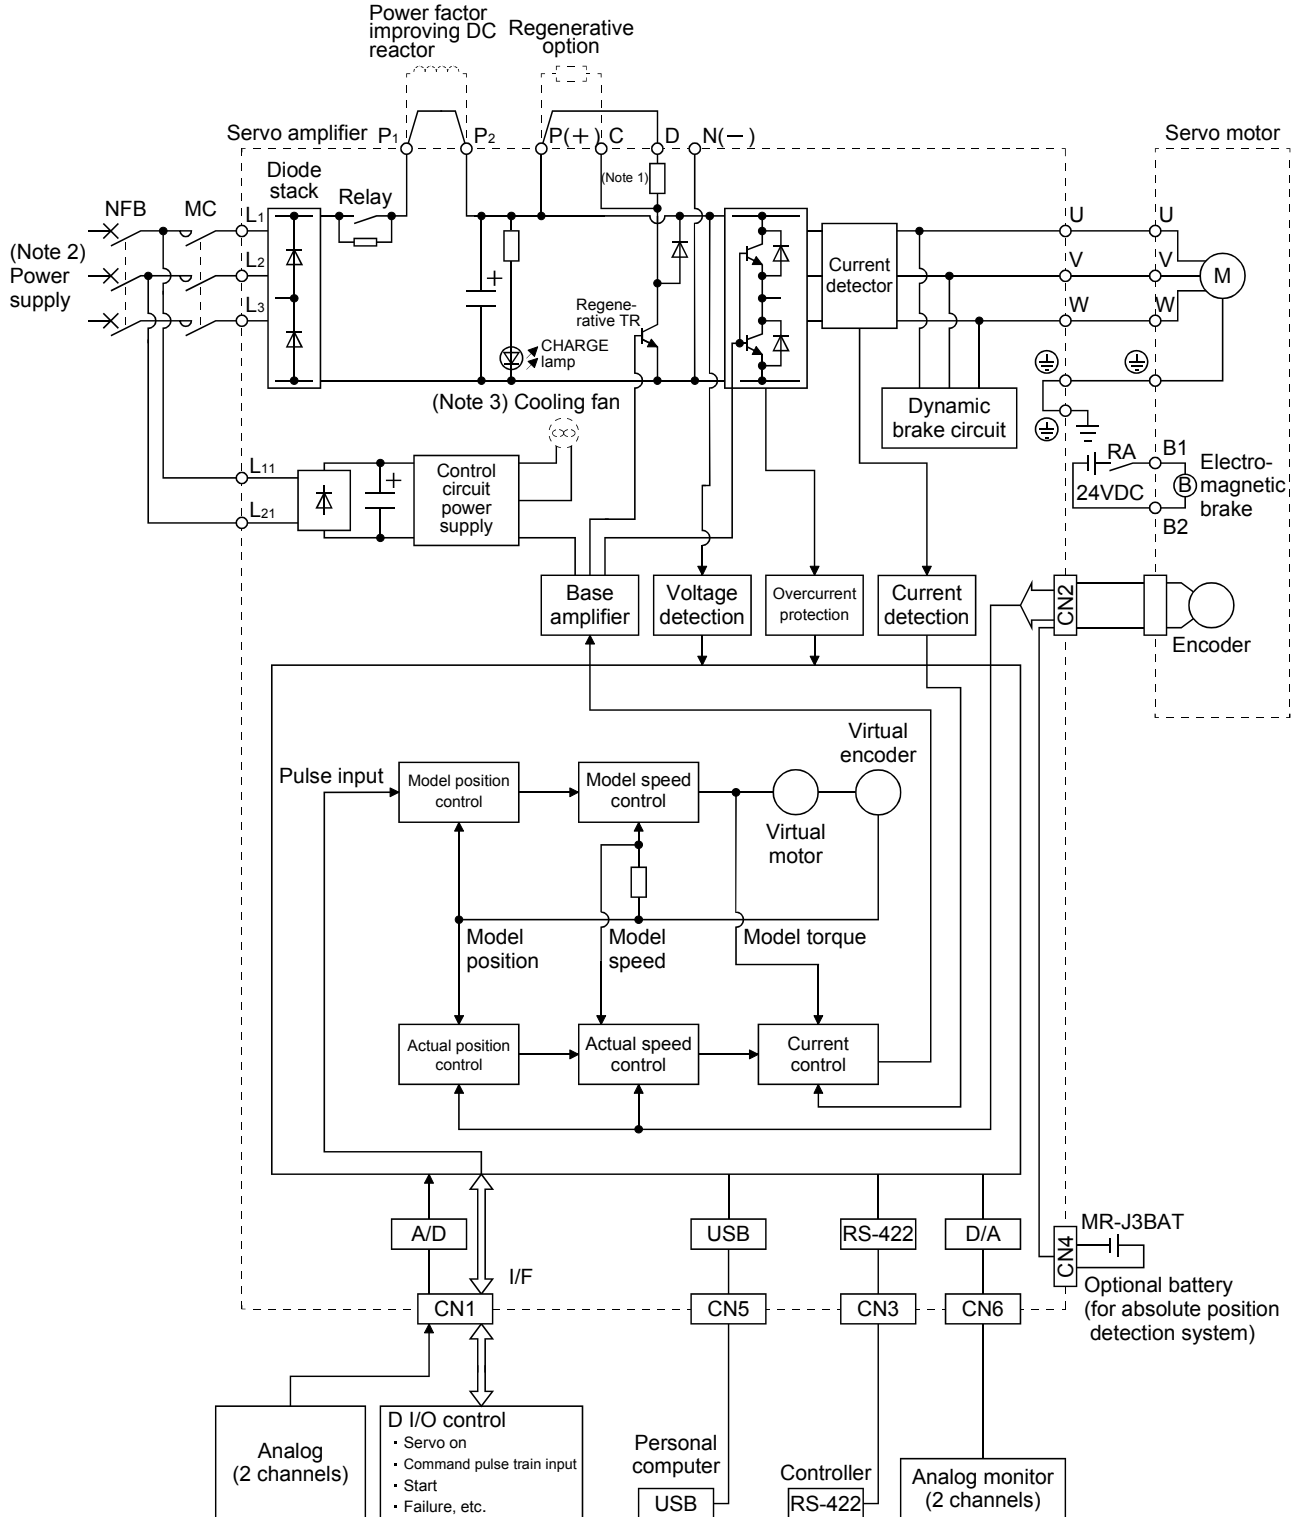 Power factor
improving DC
reactor
Regenerative
option
Servo amplifier
P1
P2
P(+)
C
D
N(−)
Servo motor
Diode
stack
Relay
(Note 1)
NFB
MC
L1
L2
L3
(Note 2)
Power
supply
U
V
W
U
V
W
M
Current
detector
+
Regene-
rative TR
CHARGE
lamp
(Note 3) Cooling fan
Dynamic
brake circuit
L11
L21
+
Control
circuit
power
supply
RA
24VDC
B1
B
B2
Electro-
magnetic
brake
Base
amplifier
Voltage
detection
Overcurrent
protection
Current
detection
CN2
Encoder
Virtual
encoder
Pulse input
Model position
control
Model speed
control
Virtual
motor
Model
position
Model
speed
Model torque
Actual position
control
Actual speed
control
Current
control
A/D
USB
RS-422
D/A
I/F
CN4
MR-J3BAT
Optional battery
(for absolute position
detection system)
CN1
CN5
CN3
CN6
Analog
(2 channels)
D I/O control
・Servo on
・Command pulse train input
・Start
・Failure, etc.
Personal
computer
USB
Controller
RS-422
Analog monitor
(2 channels)